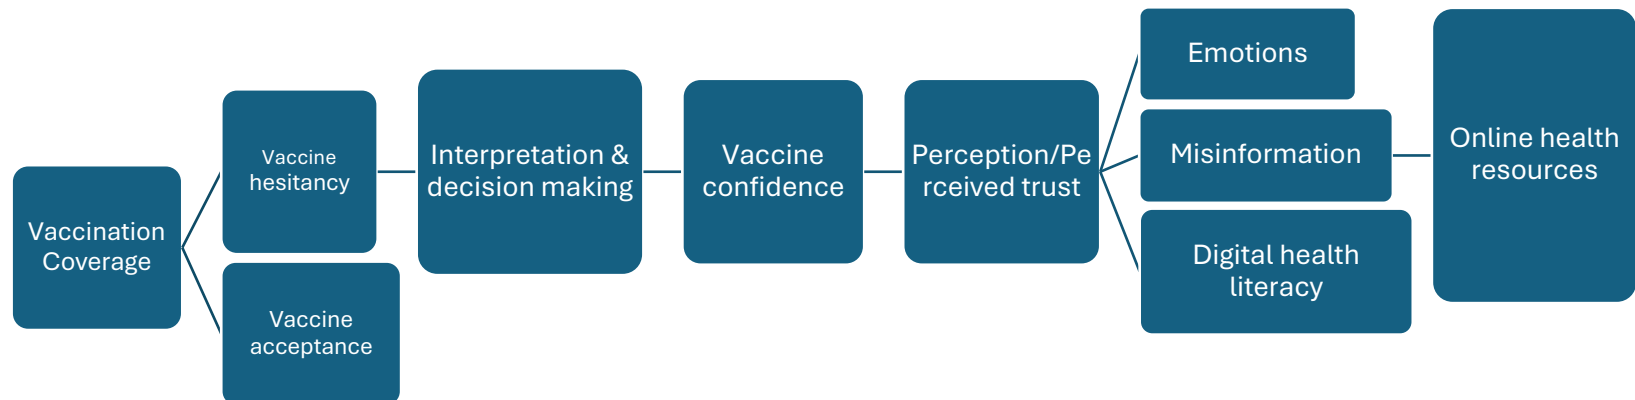 Vaccination
Coverage
Vaccine
hesitancy
Vaccine
acceptance
Interpretation &
decision making
Vaccine
confidence
Perception/Pe
rceived trust
Emotions
Misinformation
Digital health
literacy
Online health
resources